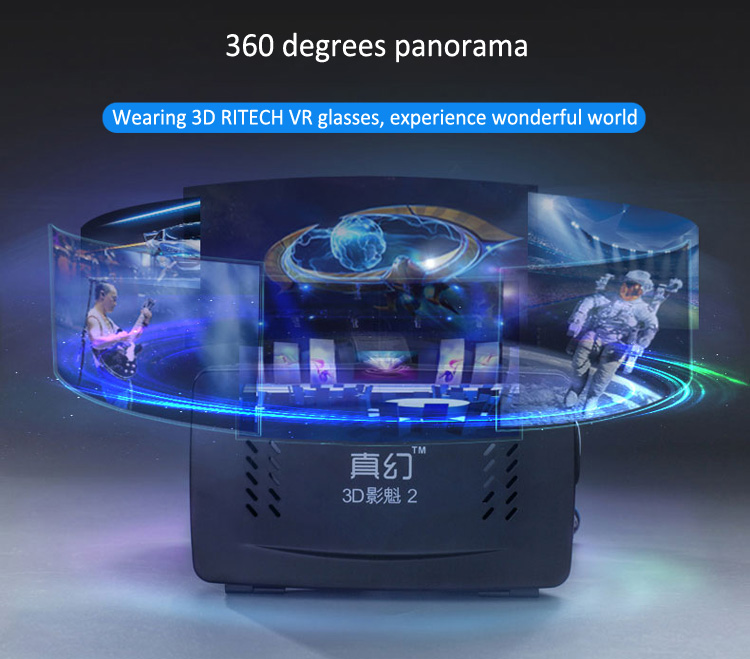 360 degrees panorama
Wearing 3D RITECH VR glasses, experience wonderful world
真幻™
3D影魁 2